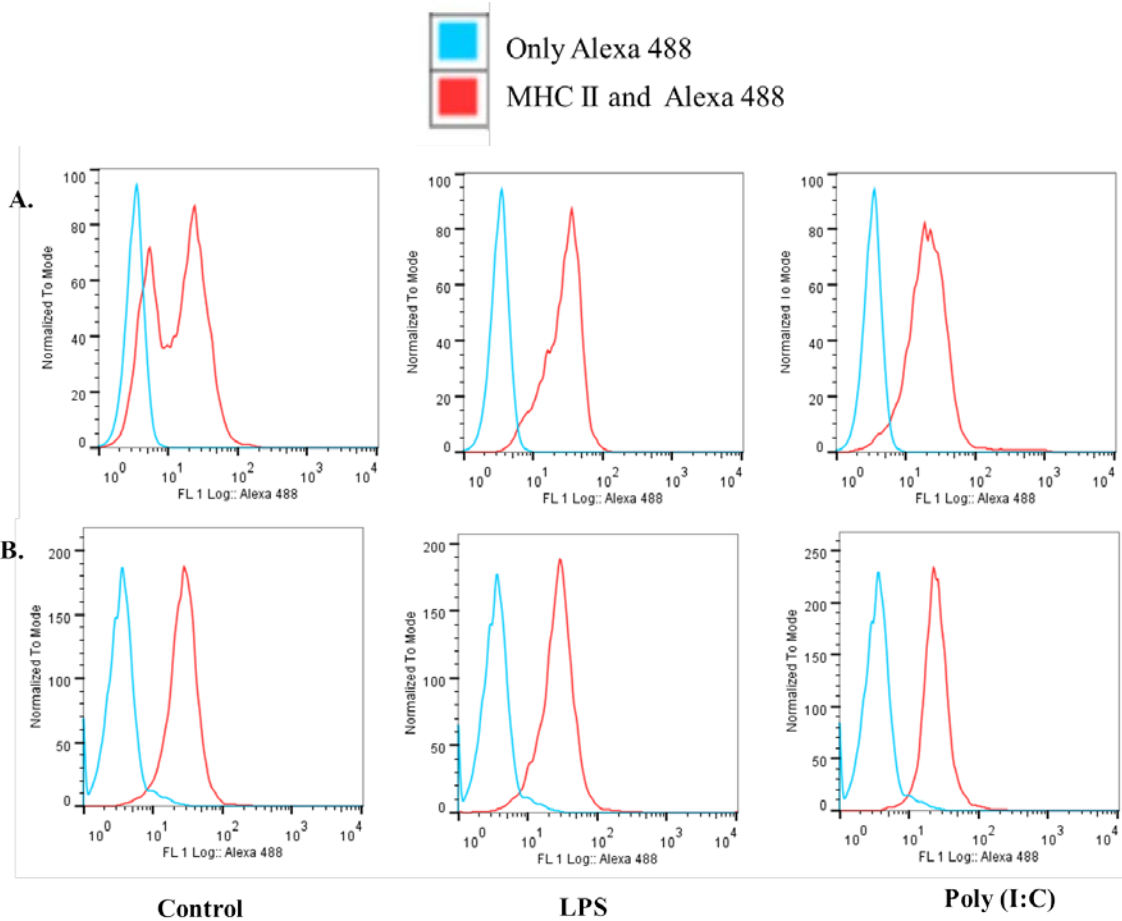 Only Alexa 488
MHC II and Alexa 488
A.
Normalized To Mode
100
80
60
40
20
0
10^0 10^1 10^2 10^3 10^4
FL 1 Log:: Alexa 488
Normalized To Mode
100
80
60
40
20
0
10^0 10^1 10^2 10^3 10^4
FL 1 Log:: Alexa 488
Normalized To Mode
100
80
60
40
20
0
10^0 10^1 10^2 10^3 10^4
FL 1 Log:: Alexa 488
B.
Normalized To Mode
200
150
100
50
0
10^0 10^1 10^2 10^3 10^4
FL 1 Log:: Alexa 488
Normalized To Mode
200
150
100
50
0
10^0 10^1 10^2 10^3 10^4
FL 1 Log:: Alexa 488
Normalized To Mode
250
200
150
100
50
0
10^0 10^1 10^2 10^3 10^4
FL 1 Log:: Alexa 488
Control
LPS
Poly (I:C)